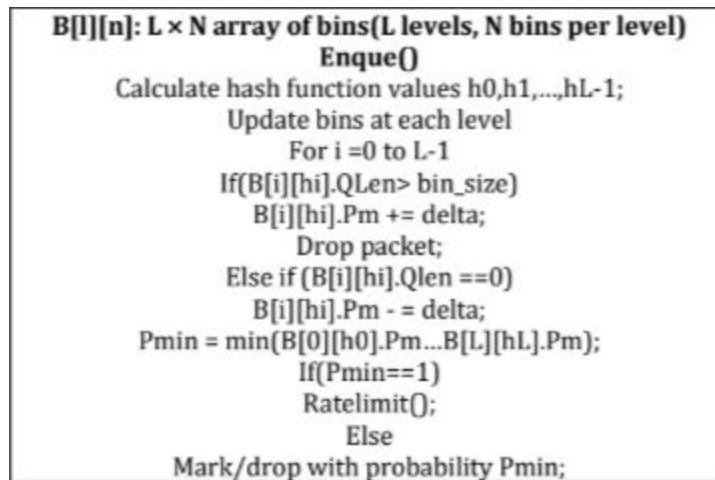 B[l][n]: L × N array of bins(L levels, N bins per level)
Enque()
Calculate hash function values h0,h1,...,hL-1;
Update bins at each level
For i =0 to L-1
If(B[i][hi].QLen> bin_size)
B[i][hi].Pm += delta;
Drop packet;
Else if (B[i][hi].Qlen ==0)
B[i][hi].Pm - = delta;
Pmin = min(B[0][h0].Pm...B[L][hL].Pm);
If(Pmin==1)
Ratelimit();
Else
Mark/drop with probability Pmin;